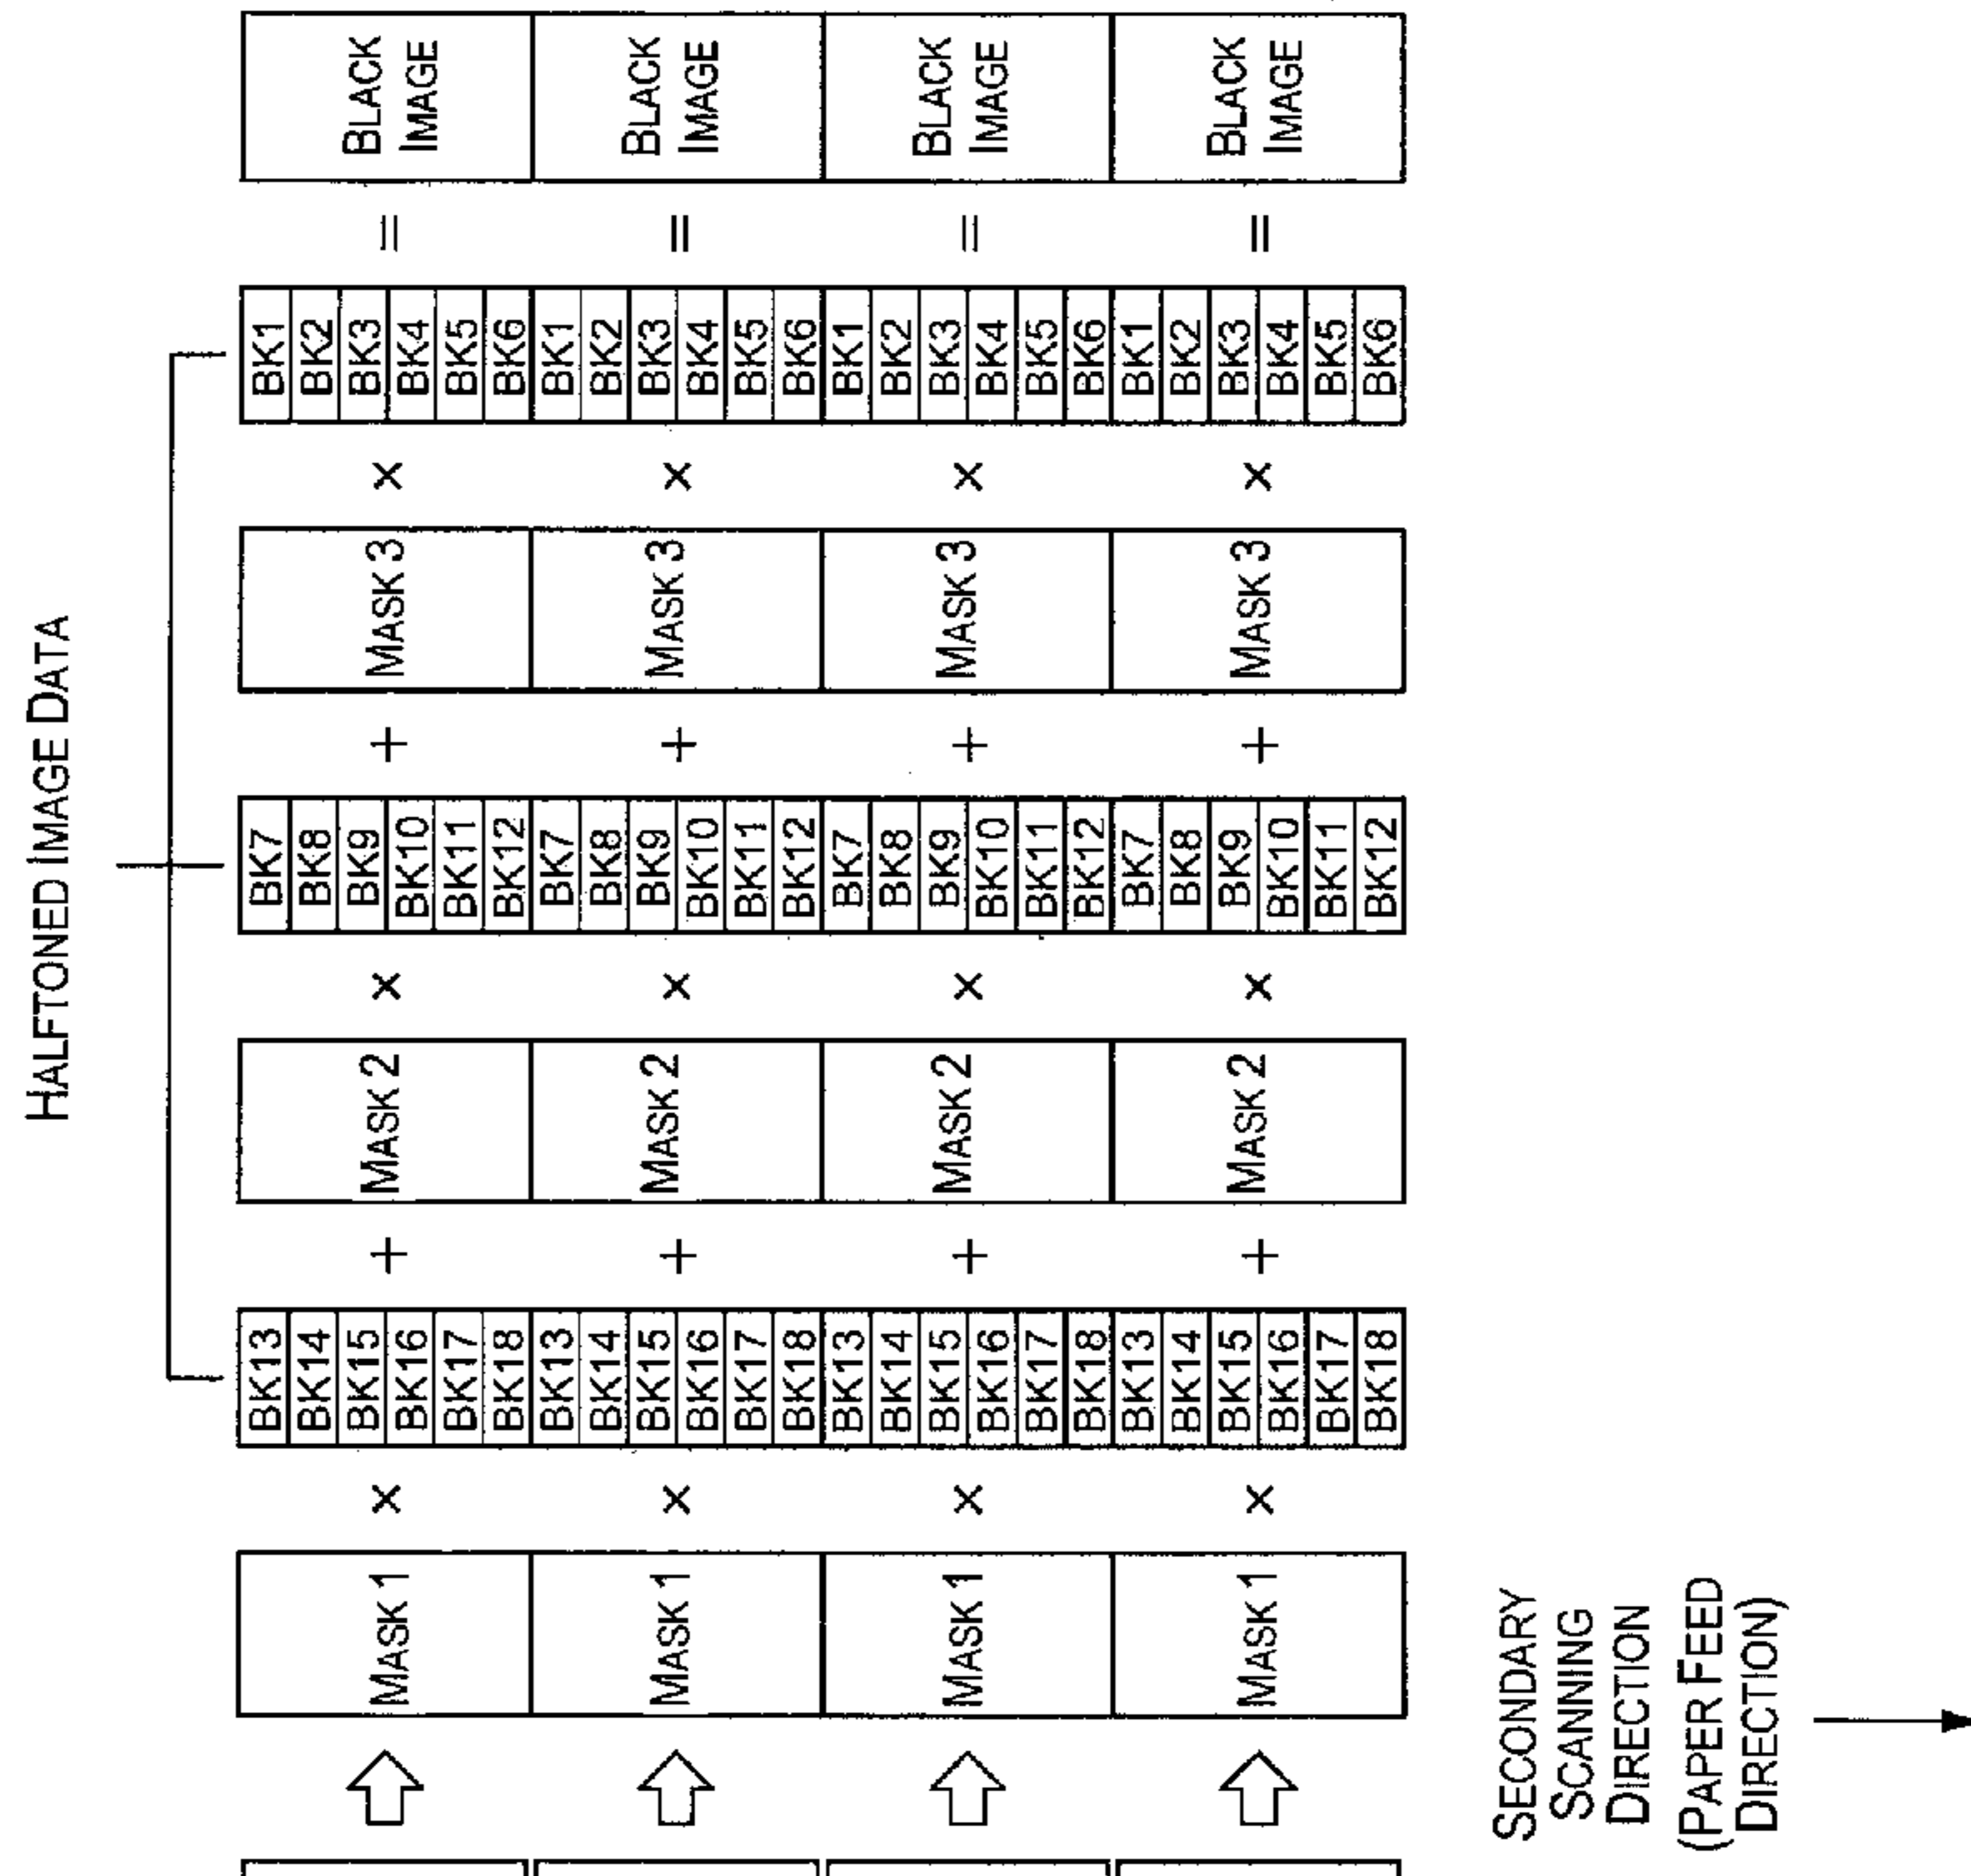 HALFTONED IMAGE DATA
BK13 BK7 BK1
BK14 BK8 BK2
BK15 BK9 BK3 BLACK
MASK 1 × + MASK 2 × + MASK 3 × =
BK16 BK10 BK4 IMAGE
BK17 BK11 BK5
BK18 BK12 BK6
BK13 BK7 BK1
BK14 BK8 BK2
BK15 BK9 BK3 BLACK
MASK 1 × + MASK 2 × + MASK 3 × =
BK16 BK10 BK4 IMAGE
BK17 BK11 BK5
BK18 BK12 BK6
BK13 BK7 BK1
BK14 BK8 BK2
BK15 BK9 BK3 BLACK
MASK 1 × + MASK 2 × + MASK 3 × =
BK16 BK10 BK4 IMAGE
BK17 BK11 BK5
BK18 BK12 BK6
BK13 BK7 BK1
BK14 BK8 BK2
BK15 BK9 BK3 BLACK
MASK 1 × + MASK 2 × + MASK 3 × =
BK16 BK10 BK4 IMAGE
BK17 BK11 BK5
BK18 BK12 BK6
SECONDARY
SCANNING
DIRECTION
(PAPER FEED
DIRECTION)